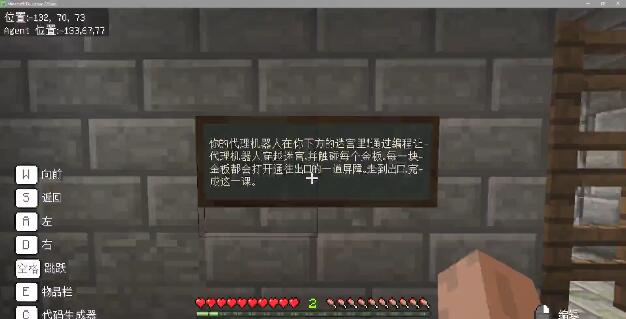 位置:-132, 70, 73
Agent 位置:-133,67,77
你的代理机器人在你下方的迷宫里!通过编程让-
代理机器人穿越迷宫,并触碰每个金板.每一块-
金板都会打开通往出口的一道屏障.走到出口,完-
成这一课。
W 向前
S 返回
A 左
D 右
空格 跳跃
E 物品栏
C 代码生成器
2
编辑